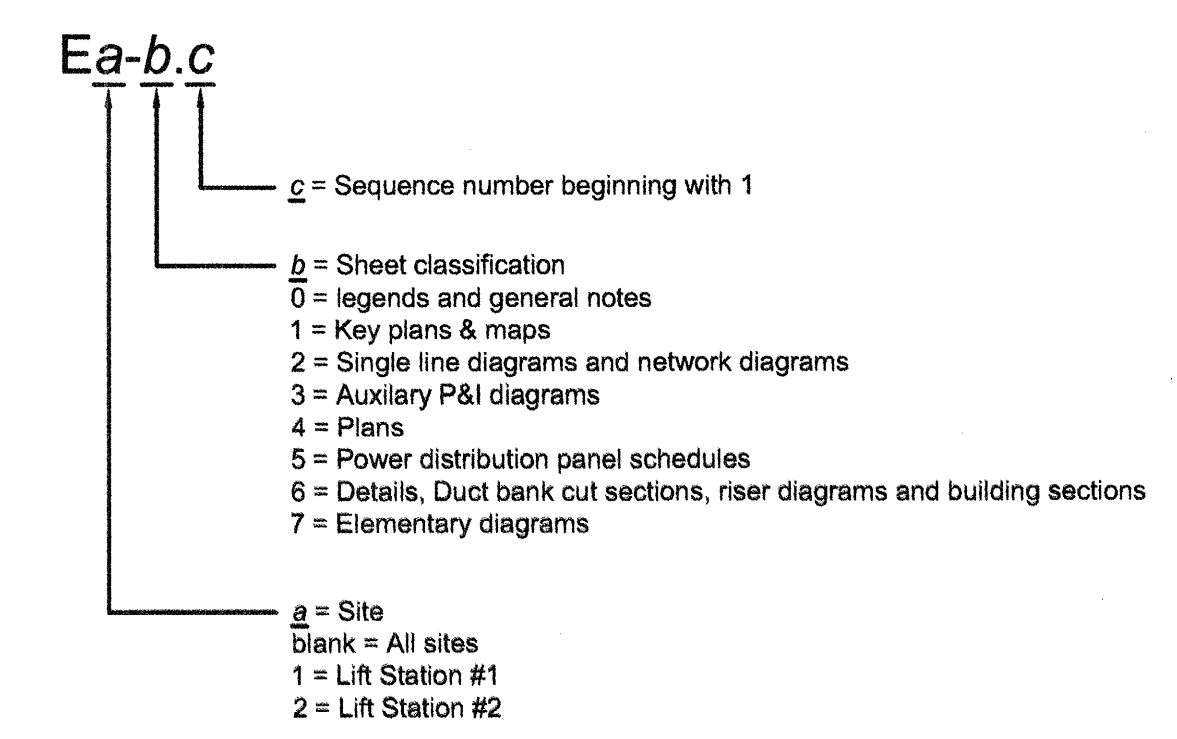 Ea-b.c
c = Sequence number beginning with 1
b = Sheet classification
0 = legends and general notes
1 = Key plans & maps
2 = Single line diagrams and network diagrams
3 = Auxilary P&I diagrams
4 = Plans
5 = Power distribution panel schedules
6 = Details, Duct bank cut sections, riser diagrams and building sections
7 = Elementary diagrams
a = Site
blank = All sites
1 = Lift Station #1
2 = Lift Station #2